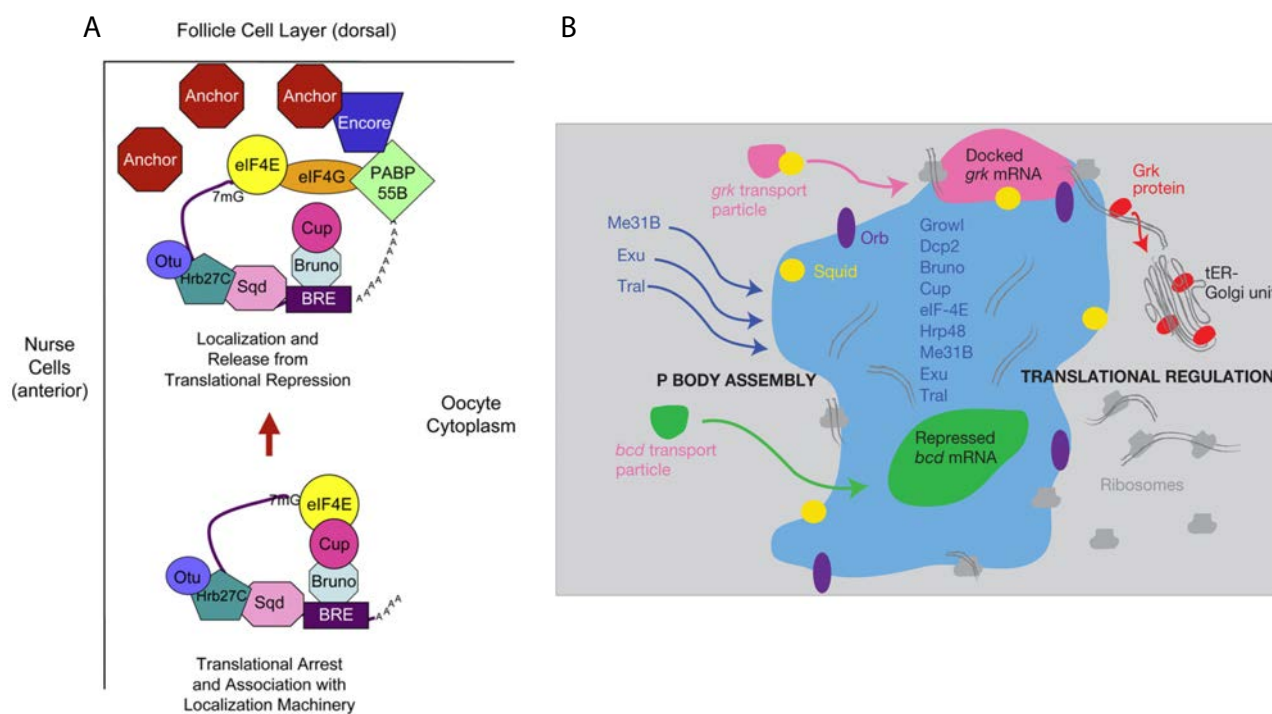 A
Follicle Cell Layer (dorsal)
Anchor
Anchor
Anchor
Encore
eIF4E
eIF4G
PABP
55B
7mG
Cup
Otu
Hrb27C
Sqd
Bruno
BRE
AAAAAAAAAAAA
Localization and
Release from
Translational Repression
Nurse
Cells
(anterior)
Oocyte
Cytoplasm
7mG
eIF4E
Cup
Otu
Hrb27C
Sqd
Bruno
BRE
AAAA
Translational Arrest
and Association with
Localization Machinery
B
grk transport
particle
Docked
grk mRNA
Grk
protein
Me31B
Exu
Tral
Orb
Squid
Growl
Dcp2
Bruno
Cup
eIF-4E
Hrp48
Me31B
Exu
Tral
tER-
Golgi unit
P BODY ASSEMBLY
TRANSLATIONAL REGULATION
bcd transport
particle
Repressed
bcd mRNA
Ribosomes